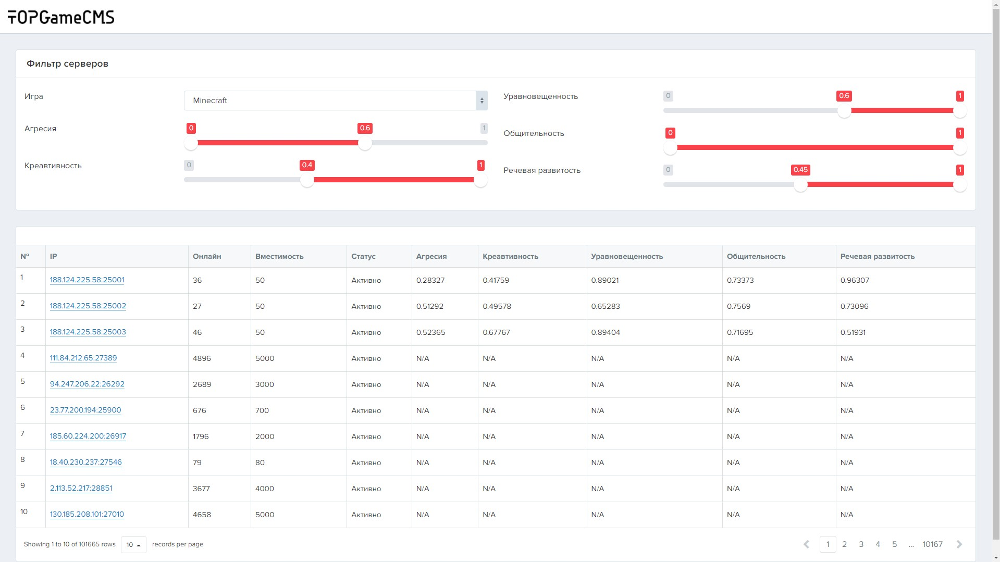 TOPGameCMS
Фильтр серверов
Игра
Minecraft
Агресия
0 0.6 1
Креавтивность
0 0.4 1
Уравновещенность
0 0.6 1
Общительность
0 1
Речевая развитость
0 0.45 1
№ IP Онлайн Вместимость Статус Агресия Креавтивность Уравновещенность Общительность Речевая развитость
1 188.124.225.58:25001 36 50 Активно 0.28327 0.41759 0.89021 0.73373 0.96307
2 188.124.225.58:25002 27 50 Активно 0.51292 0.49578 0.65283 0.7569 0.73096
3 188.124.225.58:25003 46 50 Активно 0.52365 0.67767 0.89404 0.71695 0.51931
4 111.84.212.65:27389 4896 5000 Активно N/A N/A N/A N/A N/A
5 94.247.206.22:26292 2689 3000 Активно N/A N/A N/A N/A N/A
6 23.77.200.194:25900 676 700 Активно N/A N/A N/A N/A N/A
7 185.60.224.200:26917 1796 2000 Активно N/A N/A N/A N/A N/A
8 18.40.230.237:27546 79 80 Активно N/A N/A N/A N/A N/A
9 2.113.52.217:28851 3677 4000 Активно N/A N/A N/A N/A N/A
10 130.185.208.101:27010 4658 5000 Активно N/A N/A N/A N/A N/A
Showing 1 to 10 of 101665 rows 10 records per page 1 2 3 4 5 ... 10167